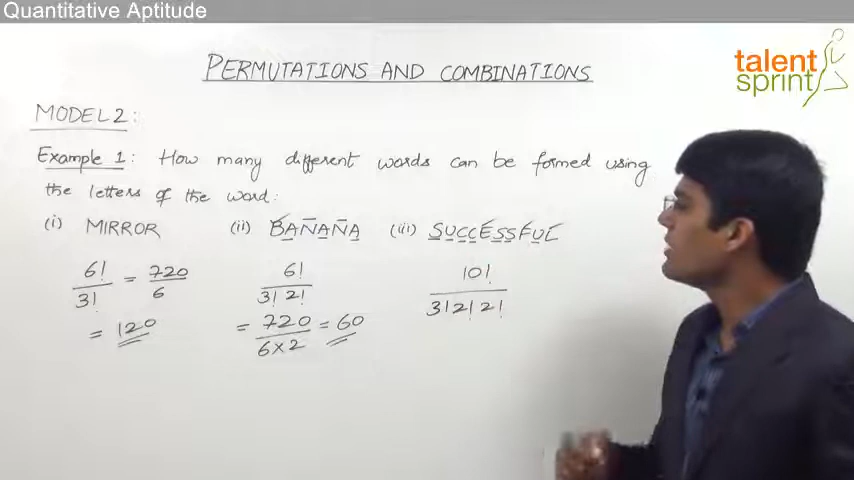 Quantitative Aptitude
talent
sprint
PERMUTATIONS AND COMBINATIONS
MODEL 2:
Example 1: How many different words can be formed using
the letters of the word:
(i) MIRROR (ii) BANANA (iii) SUCCESSFUL
6!/3! = 720/6 6!/3! 2! 10!/3! 2! 2!
= 120 = 720/6×2 = 60